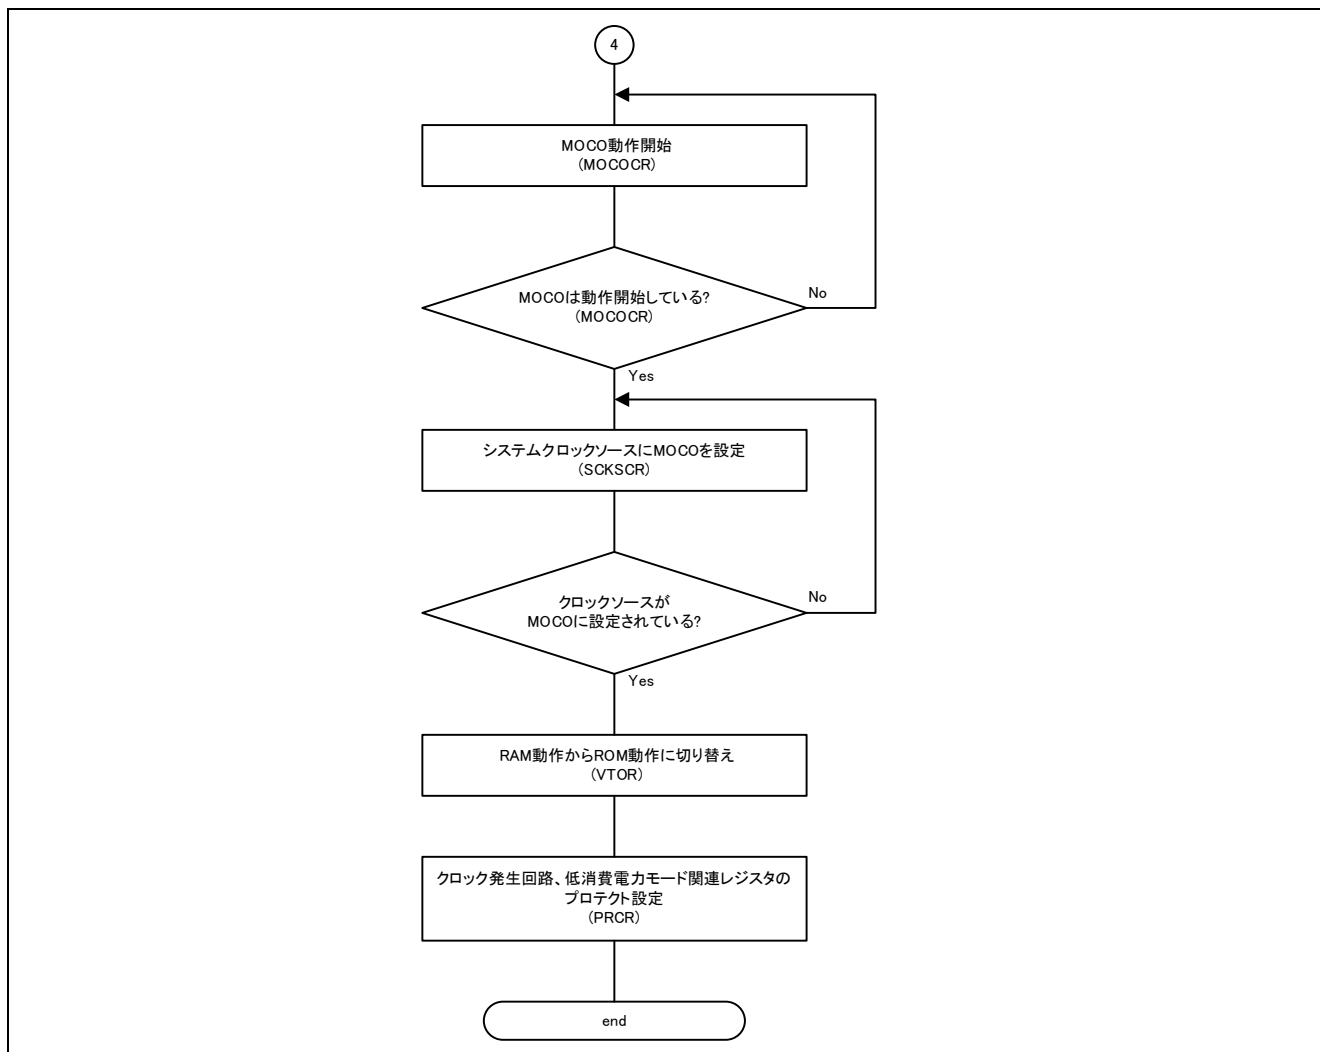 4
MOCO動作開始
(MOCOCR)
MOCOは動作開始している?
(MOCOCR)
No
Yes
システムクロックソースにMOCOを設定
(SCKSCR)
クロックソースが
MOCOに設定されている?
No
Yes
RAM動作からROM動作に切り替え
(VTOR)
クロック発生回路、低消費電力モード関連レジスタの
プロテクト設定
(PRCR)
end